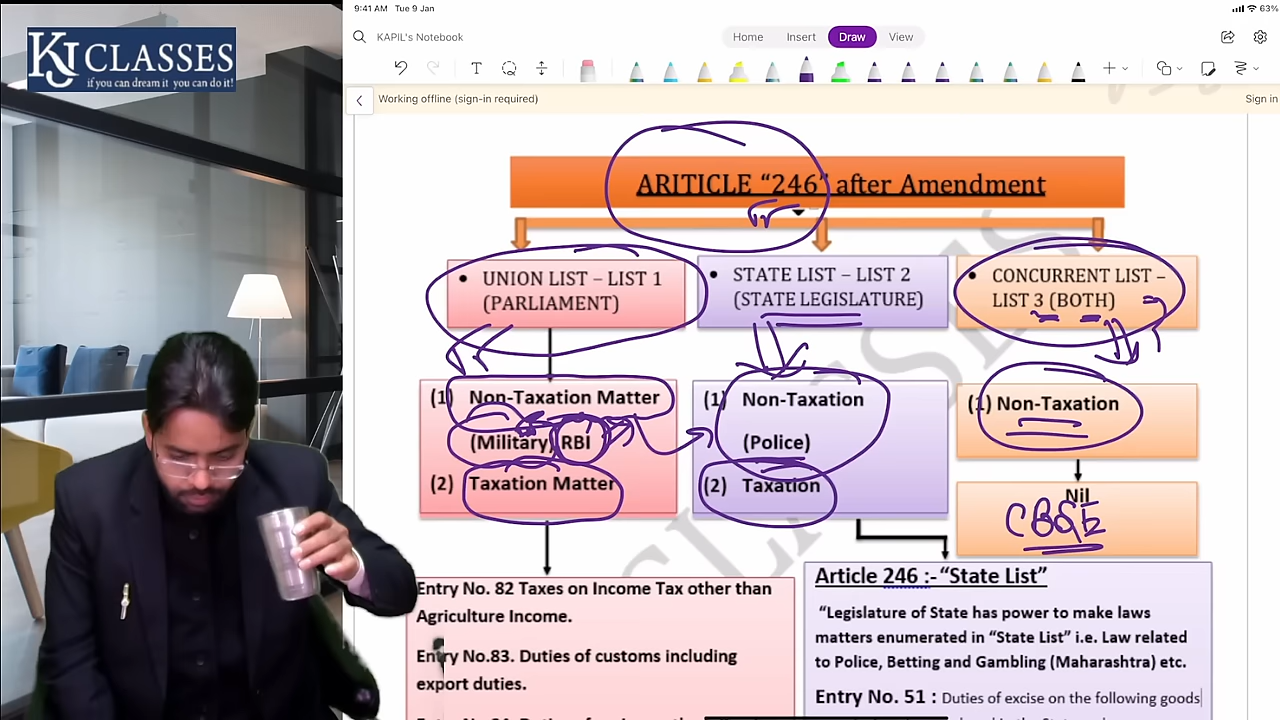 9:41 AM Tue 9 Jan
63%
KJ CLASSES
if you can dream it you can do it!
KAPIL's Notebook
Home Insert Draw View
Working offline (sign-in required)
Sign in
ARITICLE “246” after Amendment
• UNION LIST – LIST 1
(PARLIAMENT)
• STATE LIST – LIST 2
(STATE LEGISLATURE)
• CONCURRENT LIST –
LIST 3 (BOTH)
(1) Non-Taxation Matter
(Military, RBI
(2) Taxation Matter
(1) Non-Taxation
(Police)
(2) Taxation
(1) Non-Taxation
Nil
CBSE
Entry No. 82 Taxes on Income Tax other than
Agriculture Income.
Entry No.83. Duties of customs including
export duties.
Article 246 :- “State List”
“Legislature of State has power to make laws
matters enumerated in “State List” i.e. Law related
to Police, Betting and Gambling (Maharashtra) etc.
Entry No. 51 : Duties of excise on the following goods